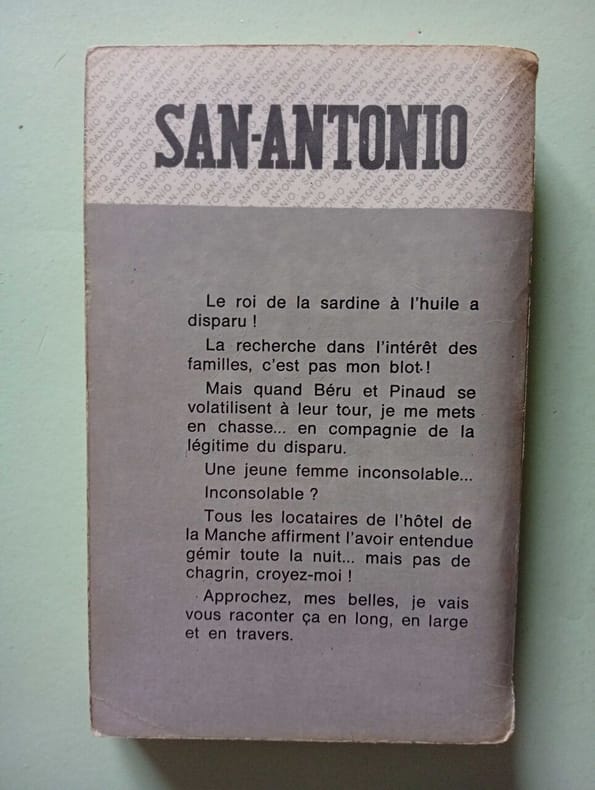 SAN-ANTONIO
Le roi de la sardine à l'huile a
disparu !
La recherche dans l'intérêt des
familles, c'est pas mon blot !
Mais quand Béru et Pinaud se
volatilisent à leur tour, je me mets
en chasse... en compagnie de la
légitime du disparu.
Une jeune femme inconsolable...
Inconsolable ?
Tous les locataires de l'hôtel de
la Manche affirment l'avoir entendue
gémir toute la nuit... mais pas de
chagrin, croyez-moi !
Approchez, mes belles, je vais
vous raconter ça en long, en large
et en travers.